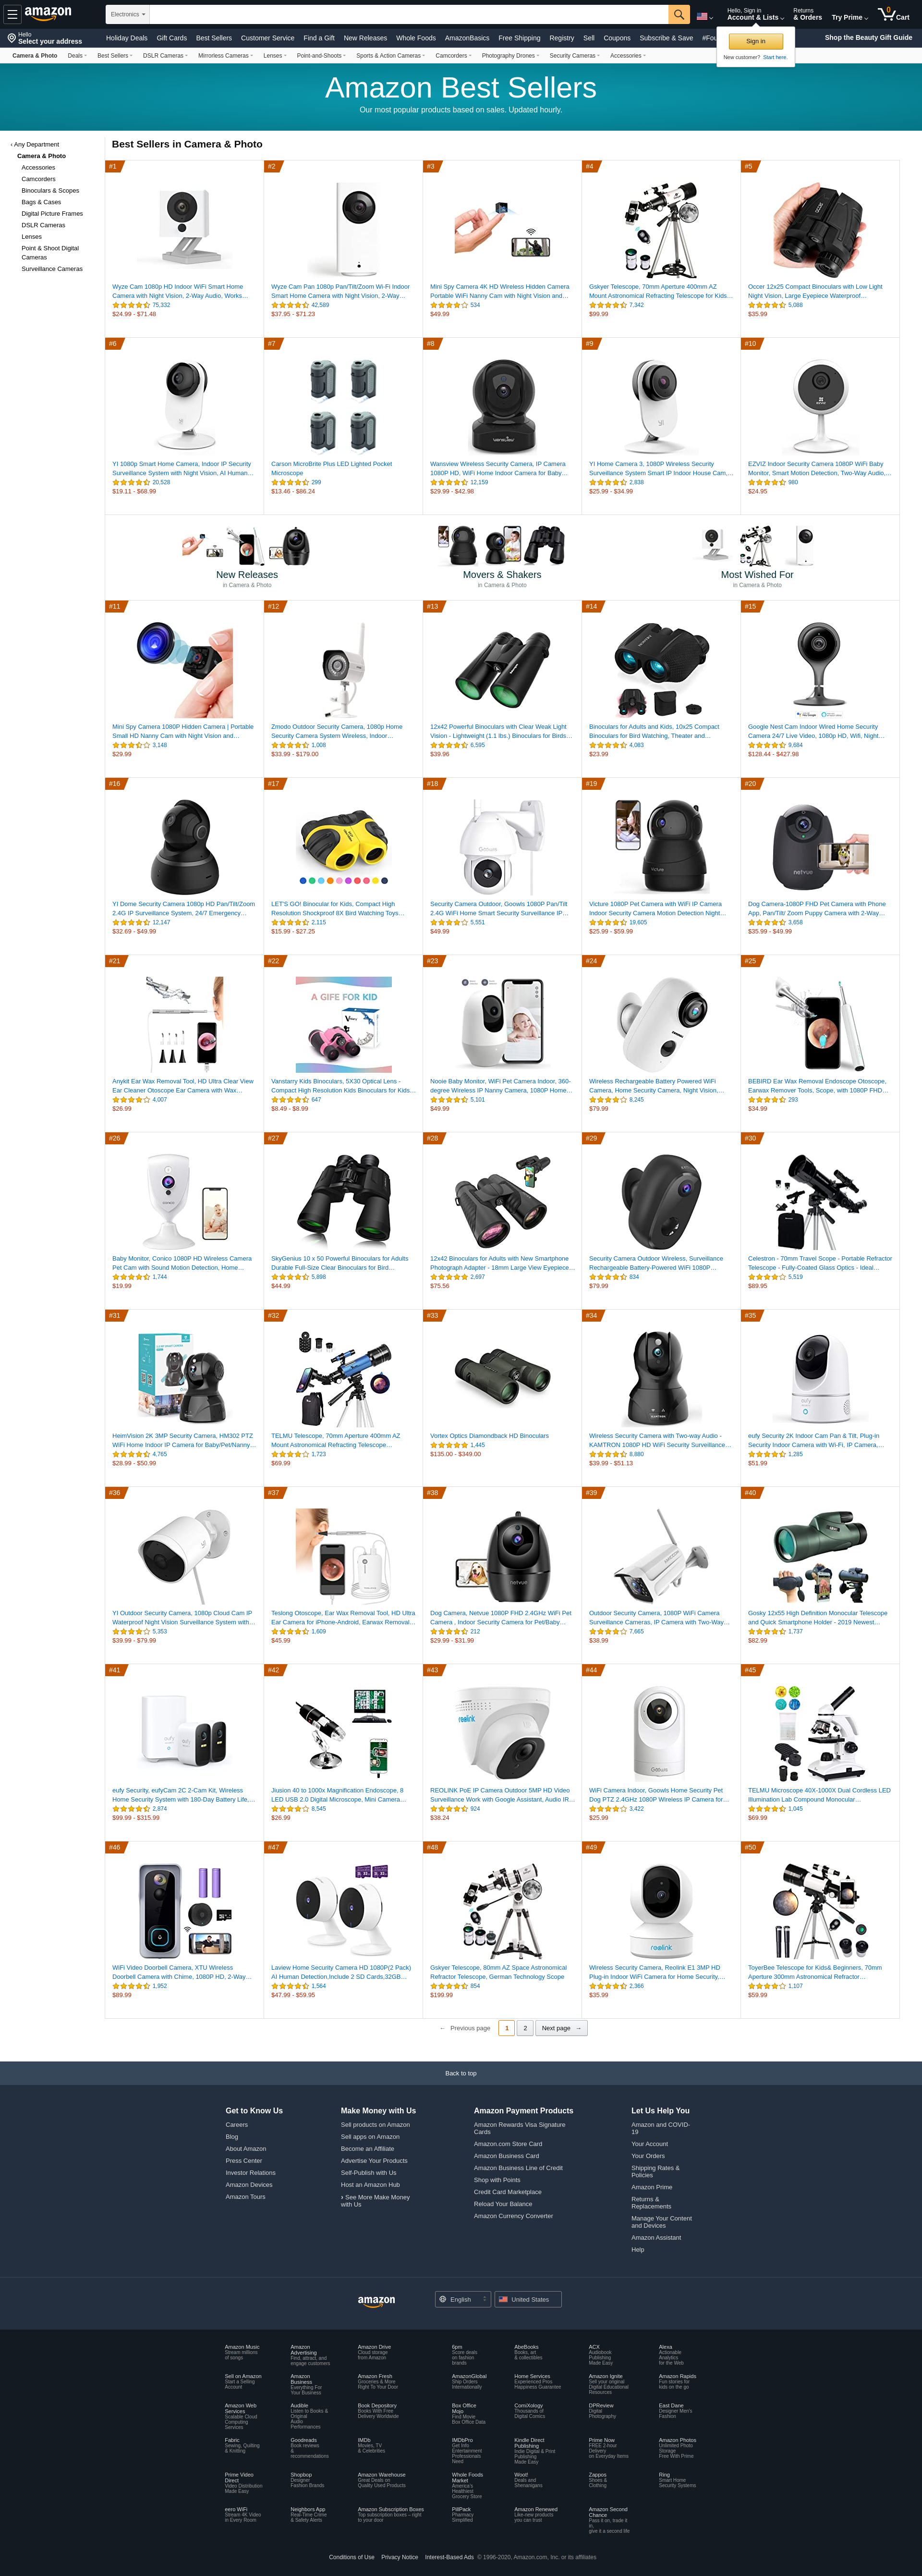 amazon
Electronics
Hello, Sign in
Account & Lists
Returns
& Orders
Try Prime
0
Cart
Hello
Select your address
Holiday Deals Gift Cards Best Sellers Customer Service Find a Gift New Releases Whole Foods AmazonBasics Free Shipping Registry Sell Coupons Subscribe & Save
Shop the Beauty Gift Guide
Sign in
New customer? Start here.
Camera & Photo Deals Best Sellers DSLR Cameras Mirrorless Cameras Lenses Point-and-Shoots Sports & Action Cameras Camcorders Photography Drones Security Cameras Accessories
Amazon Best Sellers
Our most popular products based on sales. Updated hourly.
‹ Any Department
Camera & Photo
Accessories
Camcorders
Binoculars & Scopes
Bags & Cases
Digital Picture Frames
DSLR Cameras
Lenses
Point & Shoot Digital
Cameras
Surveillance Cameras
Best Sellers in Camera & Photo
#1
Wyze Cam 1080p HD Indoor WiFi Smart Home
Camera with Night Vision, 2-Way Audio, Works…
75,332
$24.99 - $71.48
#2
Wyze Cam Pan 1080p Pan/Tilt/Zoom Wi-Fi Indoor
Smart Home Camera with Night Vision, 2-Way…
42,589
$37.95 - $71.23
#3
Mini Spy Camera 4K HD Wireless Hidden Camera
Portable WiFi Nanny Cam with Night Vision and…
534
$49.99
#4
Gskyer Telescope, 70mm Aperture 400mm AZ
Mount Astronomical Refracting Telescope for Kids…
7,342
$99.99
#5
Occer 12x25 Compact Binoculars with Low Light
Night Vision, Large Eyepiece Waterproof…
5,088
$35.99
#6
YI 1080p Smart Home Camera, Indoor IP Security
Surveillance System with Night Vision, AI Human…
20,528
$19.11 - $68.99
#7
Carson MicroBrite Plus LED Lighted Pocket
Microscope
299
$13.46 - $86.24
#8
Wansview Wireless Security Camera, IP Camera
1080P HD, WiFi Home Indoor Camera for Baby…
12,159
$29.99 - $42.98
#9
YI Home Camera 3, 1080P Wireless Security
Surveillance System Smart IP Indoor House Cam,…
2,838
$25.99 - $34.99
#10
EZVIZ Indoor Security Camera 1080P WiFi Baby
Monitor, Smart Motion Detection, Two-Way Audio,…
980
$24.95
New Releases
in Camera & Photo
Movers & Shakers
in Camera & Photo
Most Wished For
in Camera & Photo
#11
Mini Spy Camera 1080P Hidden Camera | Portable
Small HD Nanny Cam with Night Vision and…
3,148
$29.99
#12
Zmodo Outdoor Security Camera, 1080p Home
Security Camera System Wireless, Indoor…
1,008
$33.99 - $179.00
#13
12x42 Powerful Binoculars with Clear Weak Light
Vision - Lightweight (1.1 lbs.) Binoculars for Birds…
6,595
$39.96
#14
Binoculars for Adults and Kids, 10x25 Compact
Binoculars for Bird Watching, Theater and…
4,083
$23.99
#15
Google Nest Cam Indoor Wired Home Security
Camera 24/7 Live Video, 1080p HD, Wifi, Night…
9,684
$128.44 - $427.98
#16
YI Dome Security Camera 1080p HD Pan/Tilt/Zoom
2.4G IP Surveillance System, 24/7 Emergency…
12,147
$32.69 - $49.99
#17
LET'S GO! Binocular for Kids, Compact High
Resolution Shockproof 8X Bird Watching Toys…
2,115
$15.99 - $27.25
#18
Security Camera Outdoor, Goowls 1080P Pan/Tilt
2.4G WiFi Home Smart Security Surveillance IP…
5,551
$49.99
#19
Victure 1080P Pet Camera with WiFi IP Camera
Indoor Security Camera Motion Detection Night…
19,605
$25.99 - $59.99
#20
netvue
Dog Camera-1080P FHD Pet Camera with Phone
App, Pan/Tilt/ Zoom Puppy Camera with 2-Way…
3,658
$35.99 - $49.99
#21
Anykit Ear Wax Removal Tool, HD Ultra Clear View
Ear Cleaner Otoscope Ear Camera with Wax…
4,007
$26.99
#22
A GIFE FOR KID
Vanstarry Kids Binoculars, 5X30 Optical Lens -
Compact High Resolution Kids Binoculars for Kids…
647
$8.49 - $8.99
#23
Nooie Baby Monitor, WiFi Pet Camera Indoor, 360-
degree Wireless IP Nanny Camera, 1080P Home…
5,101
$49.99
#24
Wireless Rechargeable Battery Powered WiFi
Camera, Home Security Camera, Night Vision,…
8,245
$79.99
#25
BEBIRD Ear Wax Removal Endoscope Otoscope,
Earwax Remover Tools, Scope, with 1080P FHD…
293
$34.99
#26
Baby Monitor, Conico 1080P HD Wireless Camera
Pet Cam with Sound Motion Detection, Home…
1,744
$19.99
#27
SkyGenius 10 x 50 Powerful Binoculars for Adults
Durable Full-Size Clear Binoculars for Bird…
5,898
$44.99
#28
12x42 Binoculars for Adults with New Smartphone
Photograph Adapter - 18mm Large View Eyepiece…
2,697
$75.56
#29
Security Camera Outdoor Wireless, Surveillance
Rechargeable Battery-Powered WiFi 1080P…
834
$79.99
#30
Celestron - 70mm Travel Scope - Portable Refractor
Telescope - Fully-Coated Glass Optics - Ideal…
5,519
$89.95
#31
HeimVision 2K 3MP Security Camera, HM302 PTZ
WiFi Home Indoor IP Camera for Baby/Pet/Nanny…
4,765
$28.99 - $50.99
#32
TELMU Telescope, 70mm Aperture 400mm AZ
Mount Astronomical Refracting Telescope…
1,723
$69.99
#33
Vortex Optics Diamondback HD Binoculars
1,445
$135.00 - $349.00
#34
Wireless Security Camera with Two-way Audio -
KAMTRON 1080P HD WiFi Security Surveillance…
8,880
$39.99 - $51.13
#35
eufy Security 2K Indoor Cam Pan & Tilt, Plug-in
Security Indoor Camera with Wi-Fi, IP Camera,…
1,285
$51.99
#36
YI Outdoor Security Camera, 1080p Cloud Cam IP
Waterproof Night Vision Surveillance System with…
5,353
$39.99 - $79.99
#37
Teslong Otoscope, Ear Wax Removal Tool, HD Ultra
Ear Camera for iPhone-Android, Earwax Removal…
1,609
$45.99
#38
netvue
Dog Camera, Netvue 1080P FHD 2.4GHz WiFi Pet
Camera , Indoor Security Camera for Pet/Baby…
212
$29.99 - $31.99
#39
Outdoor Security Camera, 1080P WiFi Camera
Surveillance Cameras, IP Camera with Two-Way…
7,665
$38.99
#40
Gosky 12x55 High Definition Monocular Telescope
and Quick Smartphone Holder - 2019 Newest…
1,737
$82.99
#41
eufy Security, eufyCam 2C 2-Cam Kit, Wireless
Home Security System with 180-Day Battery Life,…
2,874
$99.99 - $315.99
#42
Jiusion 40 to 1000x Magnification Endoscope, 8
LED USB 2.0 Digital Microscope, Mini Camera…
8,545
$26.99
#43
reolink
REOLINK PoE IP Camera Outdoor 5MP HD Video
Surveillance Work with Google Assistant, Audio IR…
924
$38.24
#44
WiFi Camera Indoor, Goowls Home Security Pet
Dog PTZ 2.4GHz 1080P Wireless IP Camera for…
3,422
$25.99
#45
TELMU Microscope 40X-1000X Dual Cordless LED
Illumination Lab Compound Monocular…
1,045
$69.99
#46
WiFi Video Doorbell Camera, XTU Wireless
Doorbell Camera with Chime, 1080P HD, 2-Way…
1,952
$89.99
#47
Laview Home Security Camera HD 1080P(2 Pack)
AI Human Detection,Include 2 SD Cards,32GB…
1,564
$47.99 - $59.95
#48
Gskyer Telescope, 80mm AZ Space Astronomical
Refractor Telescope, German Technology Scope
854
$199.99
#49
reolink
Wireless Security Camera, Reolink E1 3MP HD
Plug-in Indoor WiFi Camera for Home Security,…
2,366
$35.99
#50
ToyerBee Telescope for Kids& Beginners, 70mm
Aperture 300mm Astronomical Refractor…
1,107
$59.99
← Previous page 1 2 Next page →
Back to top
Get to Know Us
Careers
Blog
About Amazon
Press Center
Investor Relations
Amazon Devices
Amazon Tours
Make Money with Us
Sell products on Amazon
Sell apps on Amazon
Become an Affiliate
Advertise Your Products
Self-Publish with Us
Host an Amazon Hub
› See More Make Money
with Us
Amazon Payment Products
Amazon Rewards Visa Signature
Cards
Amazon.com Store Card
Amazon Business Card
Amazon Business Line of Credit
Shop with Points
Credit Card Marketplace
Reload Your Balance
Amazon Currency Converter
Let Us Help You
Amazon and COVID-
19
Your Account
Your Orders
Shipping Rates &
Policies
Amazon Prime
Returns &
Replacements
Manage Your Content
and Devices
Amazon Assistant
Help
amazon
English
United States
Amazon Music
Stream millions
of songs
Amazon
Advertising
Find, attract, and
engage customers
Amazon Drive
Cloud storage
from Amazon
6pm
Score deals
on fashion
brands
AbeBooks
Books, art
& collectibles
ACX
Audiobook
Publishing
Made Easy
Alexa
Actionable
Analytics
for the Web
Sell on Amazon
Start a Selling
Account
Amazon
Business
Everything For
Your Business
Amazon Fresh
Groceries & More
Right To Your Door
AmazonGlobal
Ship Orders
Internationally
Home Services
Experienced Pros
Happiness Guarantee
Amazon Ignite
Sell your original
Digital Educational
Resources
Amazon Rapids
Fun stories for
kids on the go
Amazon Web
Services
Scalable Cloud
Computing
Services
Audible
Listen to Books &
Original
Audio
Performances
Book Depository
Books With Free
Delivery Worldwide
Box Office
Mojo
Find Movie
Box Office Data
ComiXology
Thousands of
Digital Comics
DPReview
Digital
Photography
East Dane
Designer Men's
Fashion
Fabric
Sewing, Quilting
& Knitting
Goodreads
Book reviews
&
recommendations
IMDb
Movies, TV
& Celebrities
IMDbPro
Get Info
Entertainment
Professionals
Need
Kindle Direct
Publishing
Indie Digital & Print
Publishing
Made Easy
Prime Now
FREE 2-hour
Delivery
on Everyday Items
Amazon Photos
Unlimited Photo
Storage
Free With Prime
Prime Video
Direct
Video Distribution
Made Easy
Shopbop
Designer
Fashion Brands
Amazon Warehouse
Great Deals on
Quality Used Products
Whole Foods
Market
America's
Healthiest
Grocery Store
Woot!
Deals and
Shenanigans
Zappos
Shoes &
Clothing
Ring
Smart Home
Security Systems
eero WiFi
Stream 4K Video
in Every Room
Neighbors App
Real-Time Crime
& Safety Alerts
Amazon Subscription Boxes
Top subscription boxes – right
to your door
PillPack
Pharmacy
Simplified
Amazon Renewed
Like-new products
you can trust
Amazon Second
Chance
Pass it on, trade it
in,
give it a second life
Conditions of Use Privacy Notice Interest-Based Ads © 1996-2020, Amazon.com, Inc. or its affiliates